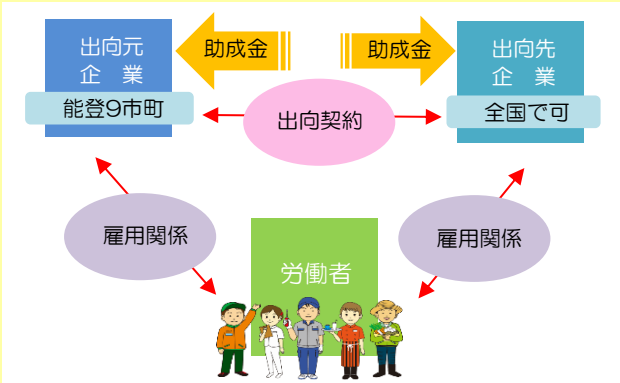 出向元
企　業
能登9市町
助成金
助成金
出向先
企　業
全国で可
出向契約
雇用関係
雇用関係
労働者